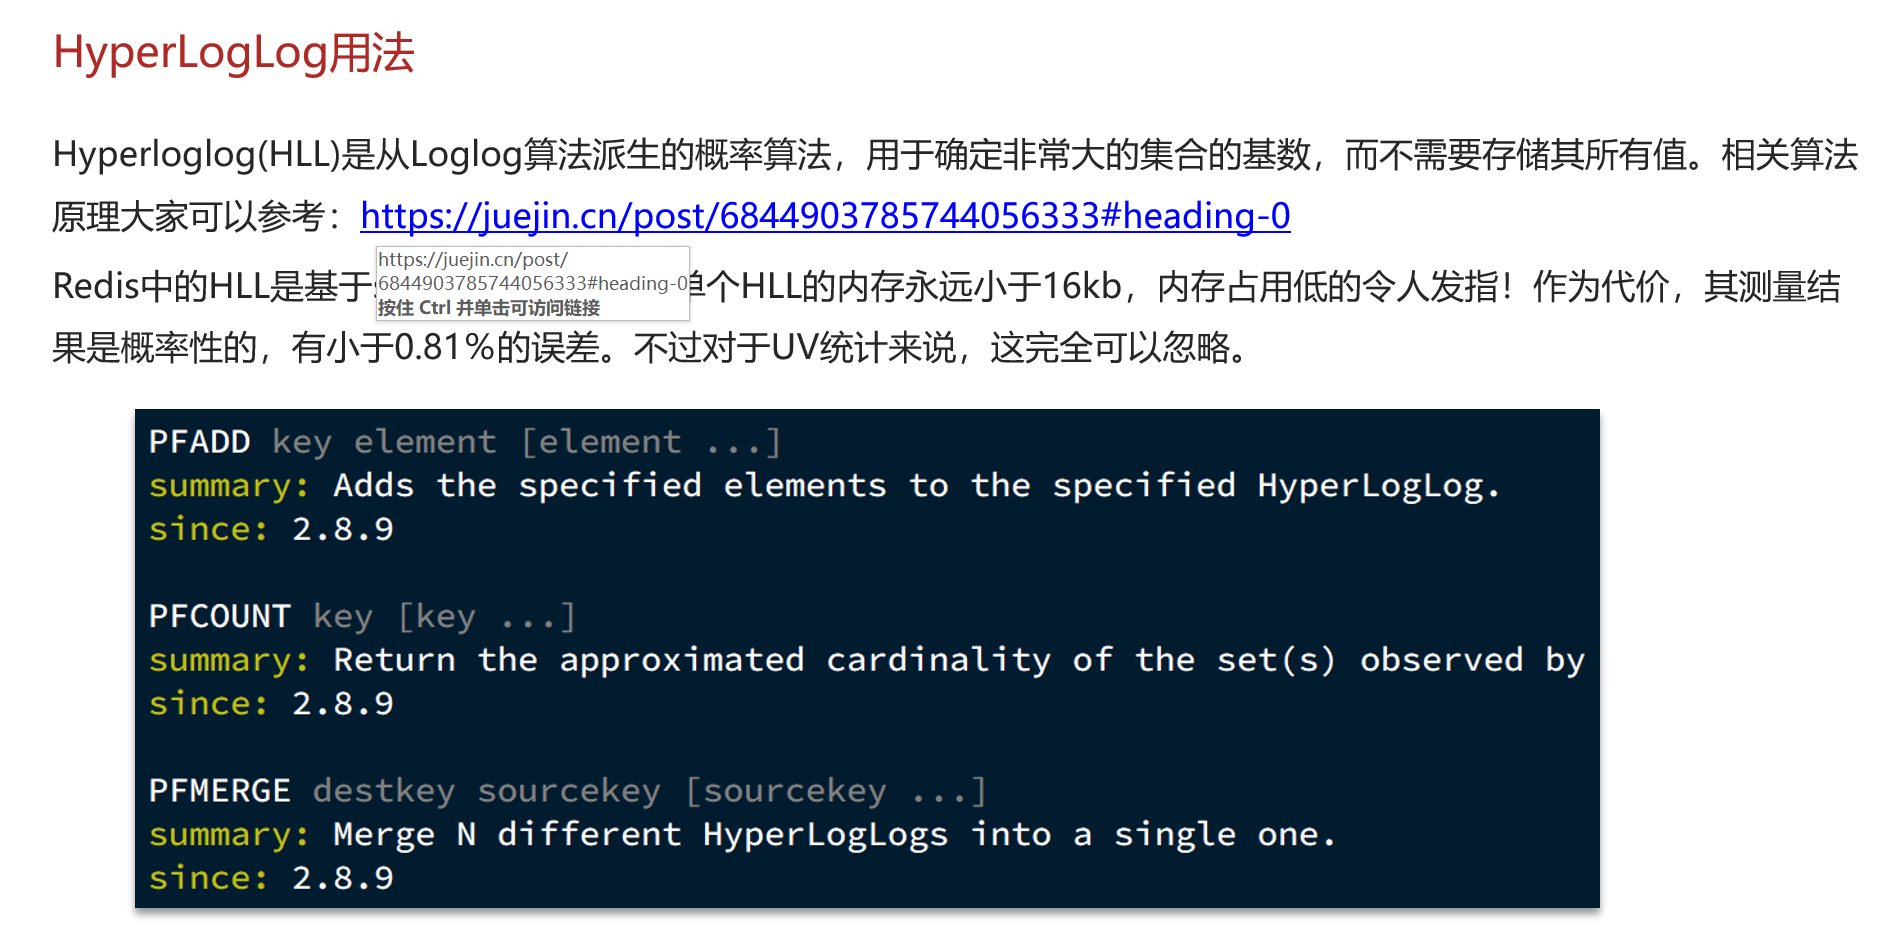 HyperLogLog用法
Hyperloglog(HLL)是从Loglog算法派生的概率算法，用于确定非常大的集合的基数，而不需要存储其所有值。相关算法
原理大家可以参考：https://juejin.cn/post/6844903785744056333#heading-0
https://juejin.cn/post/
6844903785744056333#heading-0
按住 Ctrl 并单击可访问链接
Redis中的HLL是基于 单个HLL的内存永远小于16kb，内存占用低的令人发指！作为代价，其测量结
果是概率性的，有小于0.81％的误差。不过对于UV统计来说，这完全可以忽略。
PFADD key element [element ...]
summary: Adds the specified elements to the specified HyperLogLog.
since: 2.8.9
PFCOUNT key [key ...]
summary: Return the approximated cardinality of the set(s) observed by
since: 2.8.9
PFMERGE destkey sourcekey [sourcekey ...]
summary: Merge N different HyperLogLogs into a single one.
since: 2.8.9